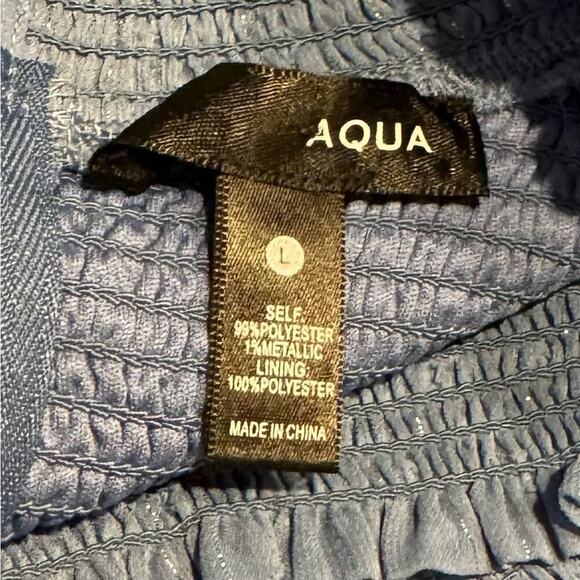 AQUA
L
SELF
99%POLYESTER
1%METALLIC
LINING:
100%POLYESTER
MADE IN CHINA